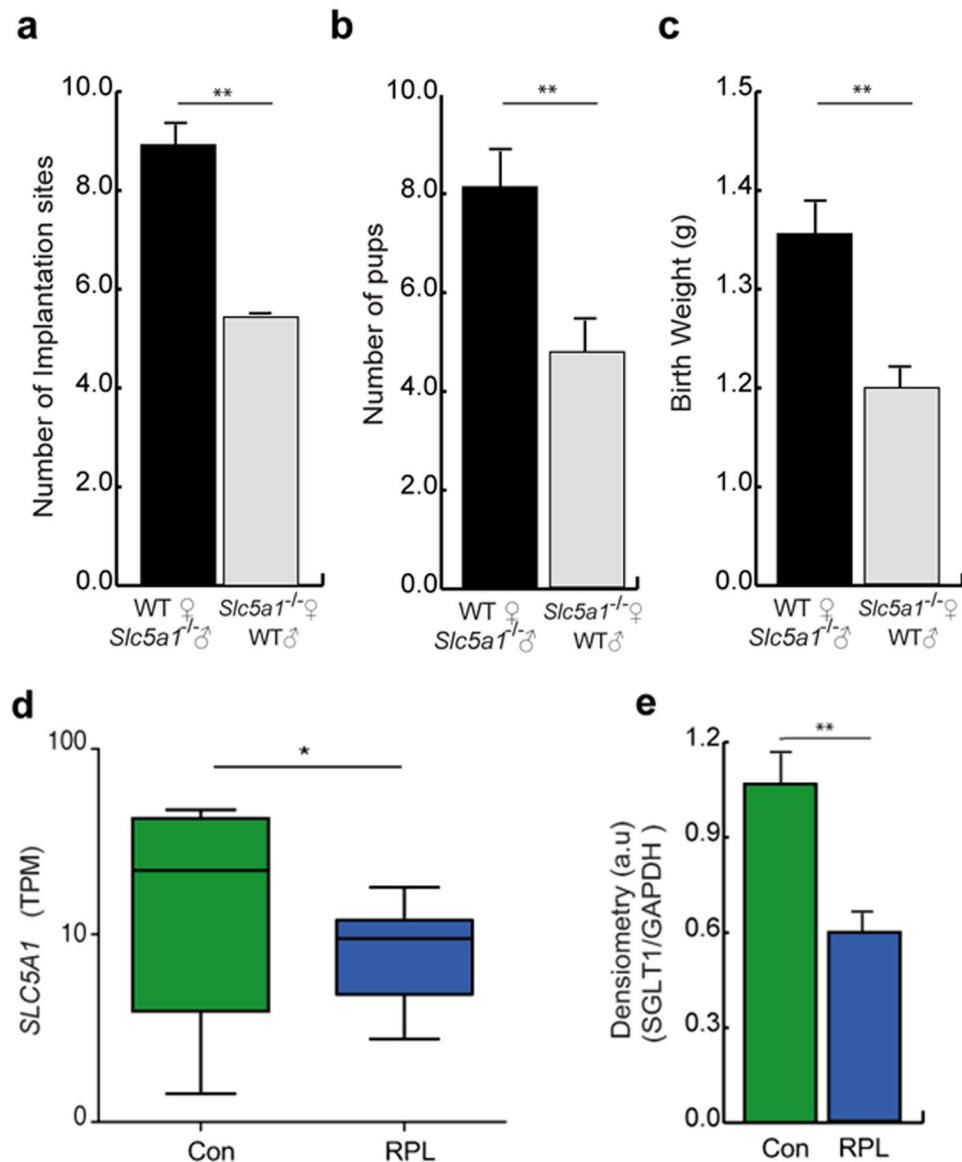 a
10.0
8.0
6.0
4.0
2.0
0.0
Number of Implantation sites
**
WT ♀
Slc5a1-/-♂
Slc5a1-/-♀
WT♂
b
10.0
8.0
6.0
4.0
2.0
0.0
Number of pups
**
WT ♀
Slc5a1-/-♂
Slc5a1-/-♀
WT♂
c
1.5
1.4
1.3
1.2
1.0
0.0
Birth Weight (g)
**
WT ♀
Slc5a1-/-♂
Slc5a1-/-♀
WT♂
d
100
10
0
SLC5A1 (TPM)
*
Con
RPL
e
1.2
0.9
0.6
0.3
0.0
Densiometry (a.u)
(SGLT1/GAPDH )
**
Con
RPL